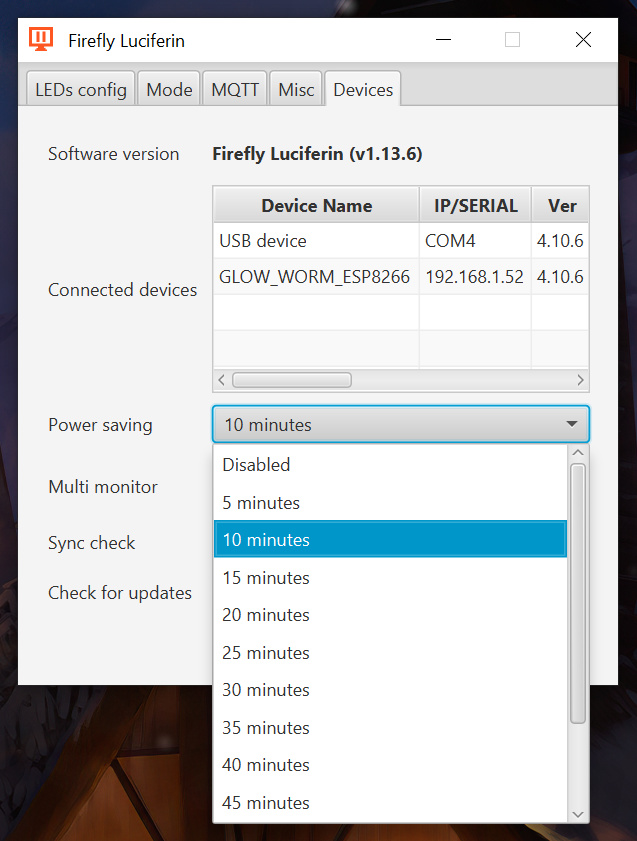 Firefly Luciferin
LEDs config Mode MQTT Misc Devices
Software version Firefly Luciferin (v1.13.6)
Device Name IP/SERIAL Ver
USB device COM4 4.10.6
GLOW_WORM_ESP8266 192.168.1.52 4.10.6
Connected devices
Power saving 10 minutes
Disabled
Multi monitor
5 minutes
10 minutes
Sync check
15 minutes
Check for updates
20 minutes
25 minutes
30 minutes
35 minutes
40 minutes
45 minutes